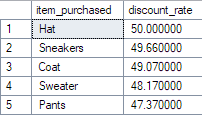 item_purchased discount_rate
1 Hat 50.000000
2 Sneakers 49.660000
3 Coat 49.070000
4 Sweater 48.170000
5 Pants 47.370000